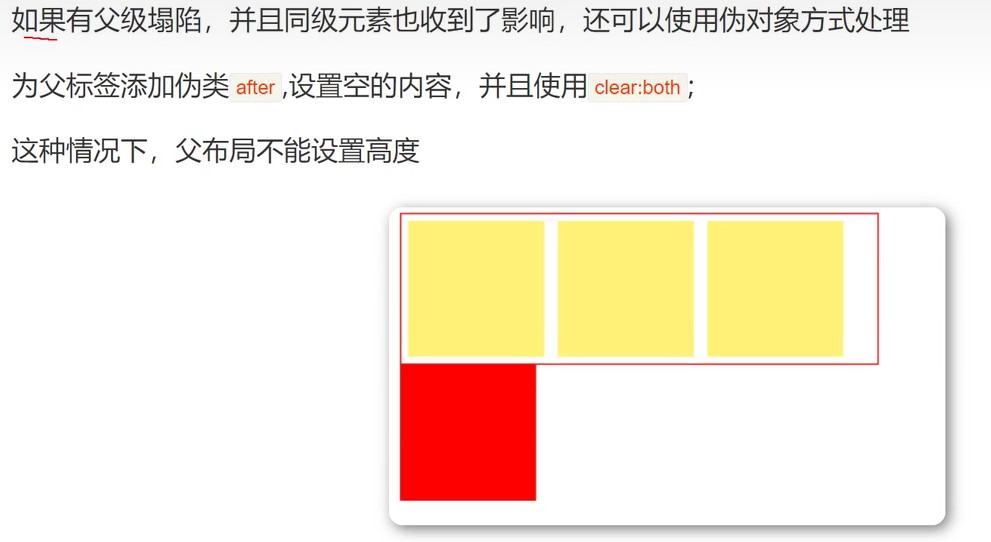 如果有父级塌陷，并且同级元素也收到了影响，还可以使用伪对象方式处理
为父标签添加伪类after,设置空的内容，并且使用clear:both;
这种情况下，父布局不能设置高度